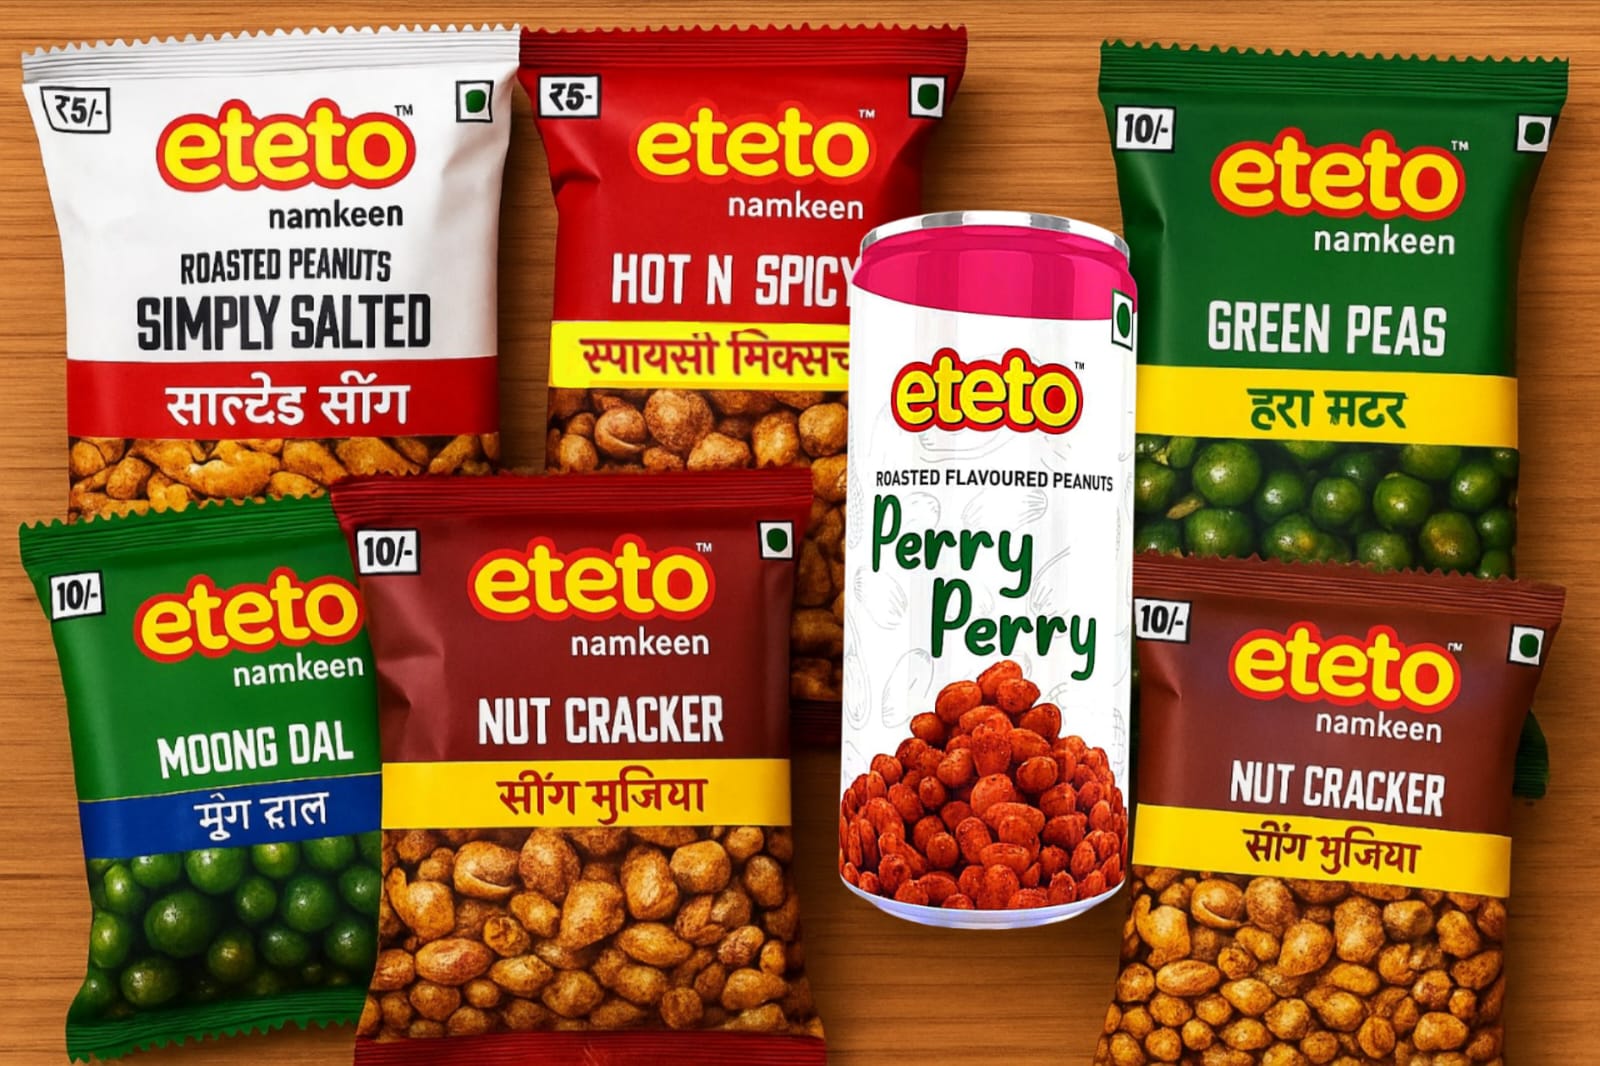 ₹5/-
eteto™
namkeen
ROASTED PEANUTS
SIMPLY SALTED
साल्टेड सींग
₹5-
eteto™
namkeen
HOT N SPICY
स्पायसी
10/-
eteto™
namkeen
GREEN PEAS
हरा मटर
eteto™
ROASTED FLAVOURED PEANUTS
Perry
Perry
10/-
eteto
namkeen
MOONG DAL
मूंग दाल
10/-
eteto™
namkeen
NUT CRACKER
सींग मुजिया
10/-
eteto™
namkeen
NUT CRACKER
सींग भुजिया